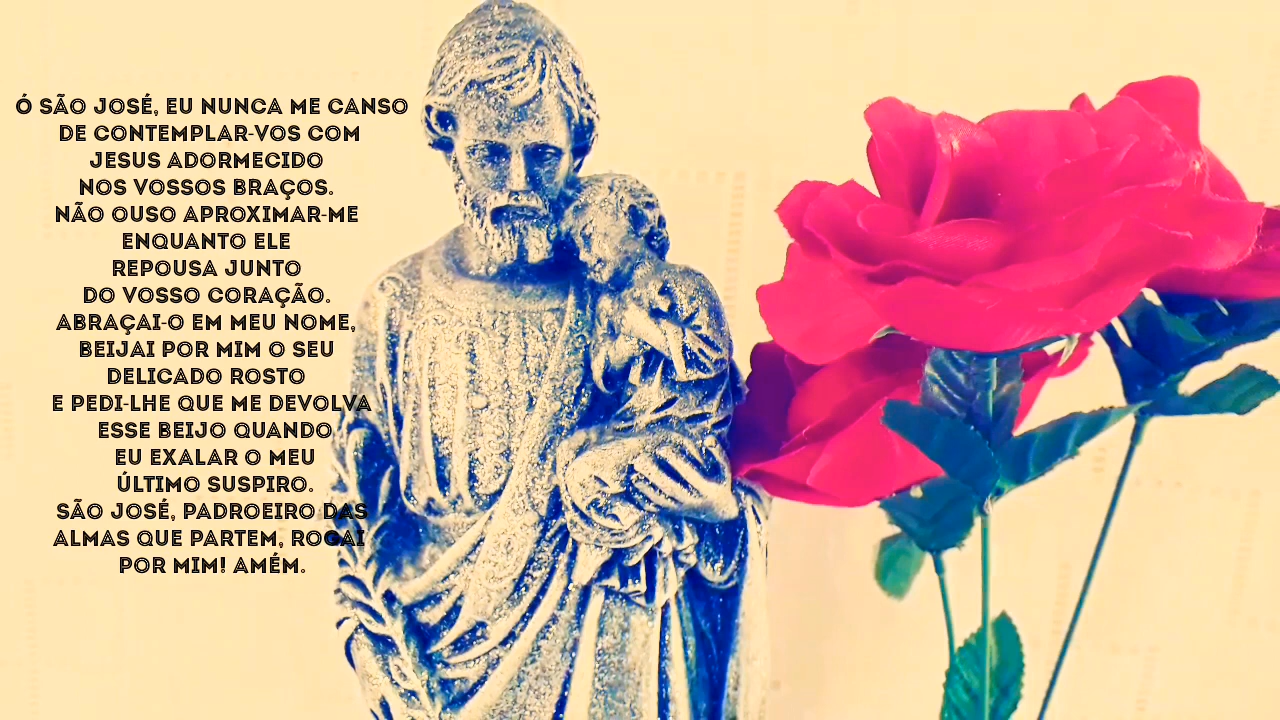 Ó SÃO JOSÉ, EU NUNCA ME CANSO
DE CONTEMPLAR-VOS COM
JESUS ADORMECIDO
NOS VOSSOS BRAÇOS.
NÃO OUSO APROXIMAR-ME
ENQUANTO ELE
REPOUSA JUNTO
DO VOSSO CORAÇÃO.
ABRAÇAI-O EM MEU NOME,
BEIJAI POR MIM O SEU
DELICADO ROSTO
E PEDI-LHE QUE ME DEVOLVA
ESSE BEIJO QUANDO
EU EXALAR O MEU
ÚLTIMO SUSPIRO.
SÃO JOSÉ, PADROEIRO DAS
ALMAS QUE PARTEM, ROGAI
POR MIM! AMÉM.